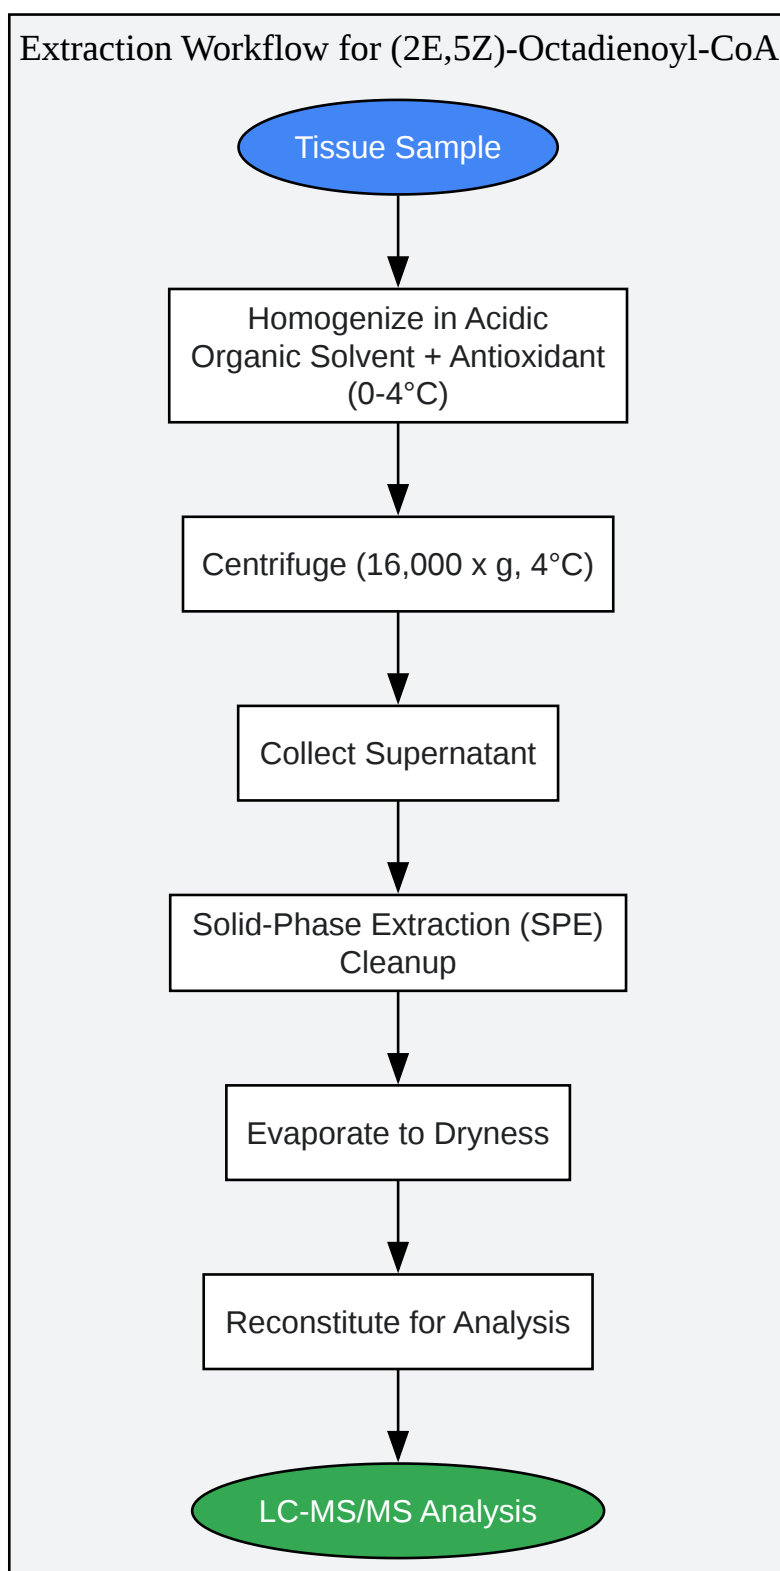 Extraction Workflow for (2E,5Z)-Octadienoyl-CoA
Tissue Sample
Homogenize in Acidic
Organic Solvent + Antioxidant
(0-4°C)
Centrifuge (16,000 x g, 4°C)
Collect Supernatant
Solid-Phase Extraction (SPE)
Cleanup
Evaporate to Dryness
Reconstitute for Analysis
LC-MS/MS Analysis